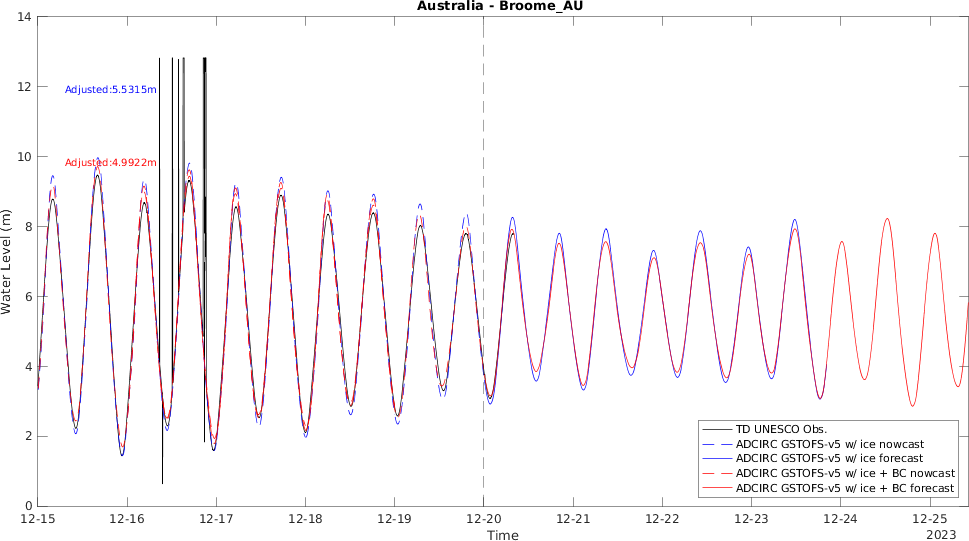 Australia - Broome_AU
14
12
10
8
6
4
2
0
Water Level (m)
Adjusted:5.5315m
Adjusted:4.9922m
TD UNESCO Obs.
ADCIRC GSTOFS-v5 w/ ice nowcast
ADCIRC GSTOFS-v5 w/ ice forecast
ADCIRC GSTOFS-v5 w/ ice + BC nowcast
ADCIRC GSTOFS-v5 w/ ice + BC forecast
12-15 12-16 12-17 12-18 12-19 12-20 12-21 12-22 12-23 12-24 12-25
Time
2023